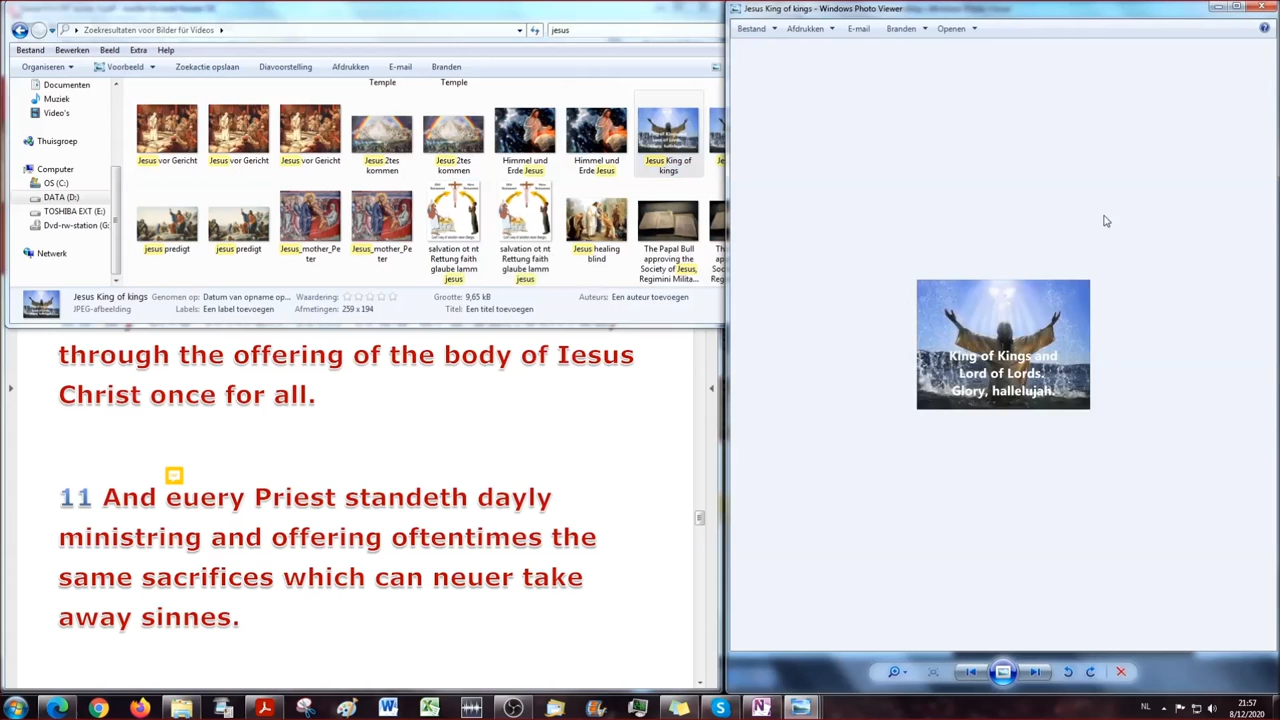 Jesus King of kings - Windows Photo Viewer
Zoekresultaten voor Bilder für Videos
jesus
Bestand Bewerken Beeld Extra Help
Organiseren Voorbeeld Zoekactie opslaan Diavoorstelling Afdrukken E-mail Branden
Bestand Afdrukken E-mail Branden Openen
Documenten
Muziek
Video's
Thuisgroep
Computer
OS (C:)
DATA (D:)
TOSHIBA EXT (E:)
Dvd-rw-station (G:
Netwerk
Temple
Temple
Jesus vor Gericht
Jesus vor Gericht
Jesus vor Gericht
Jesus 2tes
kommen
Jesus 2tes
kommen
Himmel und
Erde Jesus
Himmel und
Erde Jesus
Jesus King of
kings
jesus predigt
jesus predigt
Jesus_mother_Pe
ter
Jesus_mother_Pe
ter
salvation ot nt
Rettung faith
glaube lamm
jesus
salvation ot nt
Rettung faith
glaube lamm
jesus
Jesus healing
blind
The Papal Bull
approving the
Society of Jesus,
Regimini Milita...
Jesus King of kings Genomen op: Datum van opname op... Waardering: Grootte: 9,65 kB Auteurs: Een auteur toevoegen
JPEG-afbeelding Labels: Een label toevoegen Afmetingen: 259 x 194 Titel: Een titel toevoegen
through the offering of the body of Iesus
Christ once for all.
11 And euery Priest standeth dayly
ministring and offering oftentimes the
same sacrifices which can neuer take
away sinnes.
King of Kings and
Lord of Lords.
Glory, hallelujah.
NL
21:57
8/12/2020